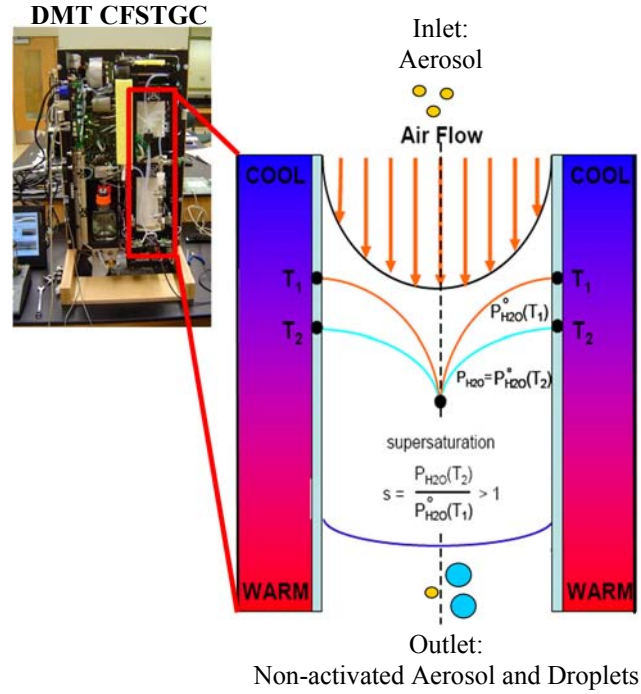 DMT CFSTGC
Inlet:
Aerosol
Air Flow
COOL COOL
T1 T1
P°H2O(T1)
T2 T2
PH2O=P°H2O(T2)
supersaturation
s = PH2O(T2) / P°H2O(T1) > 1
WARM WARM
Outlet:
Non-activated Aerosol and Droplets